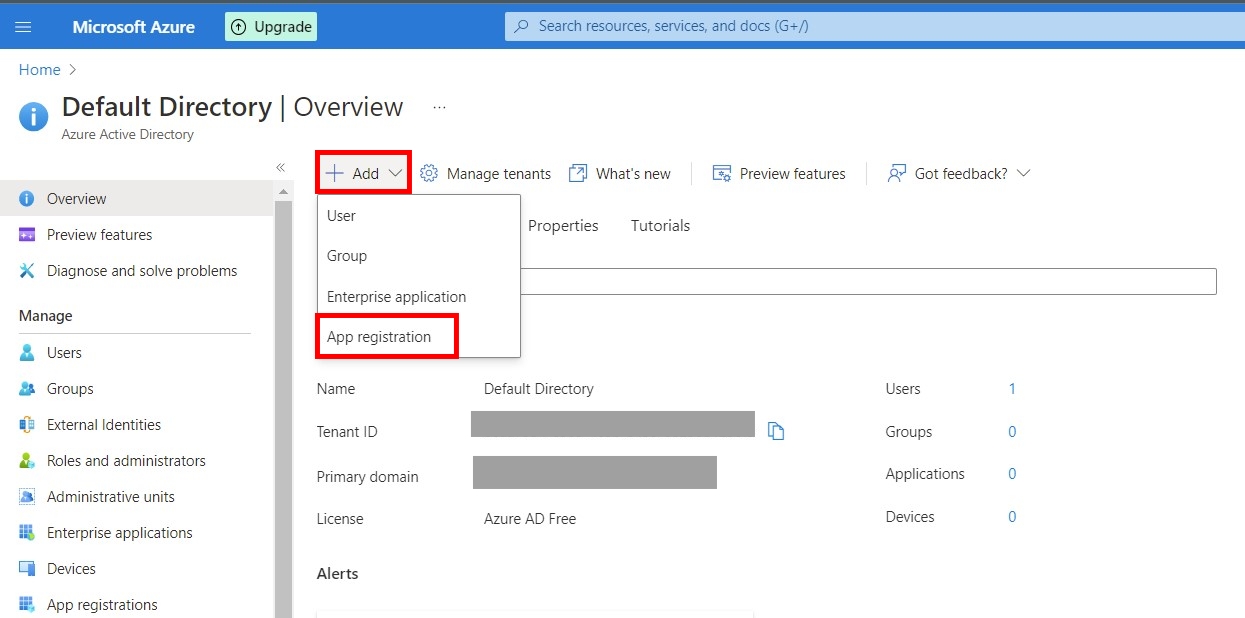 Microsoft Azure
Upgrade
Search resources, services, and docs (G+/)
Home >
Default Directory | Overview ...
Azure Active Directory
«
Overview
Preview features
Diagnose and solve problems
Manage
Users
Groups
External Identities
Roles and administrators
Administrative units
Enterprise applications
Devices
App registrations
+ Add
Manage tenants
What's new
Preview features
Got feedback?
User
Group
Enterprise application
App registration
Properties
Tutorials
Name Default Directory
Tenant ID
Primary domain
License Azure AD Free
Users 1
Groups 0
Applications 0
Devices 0
Alerts